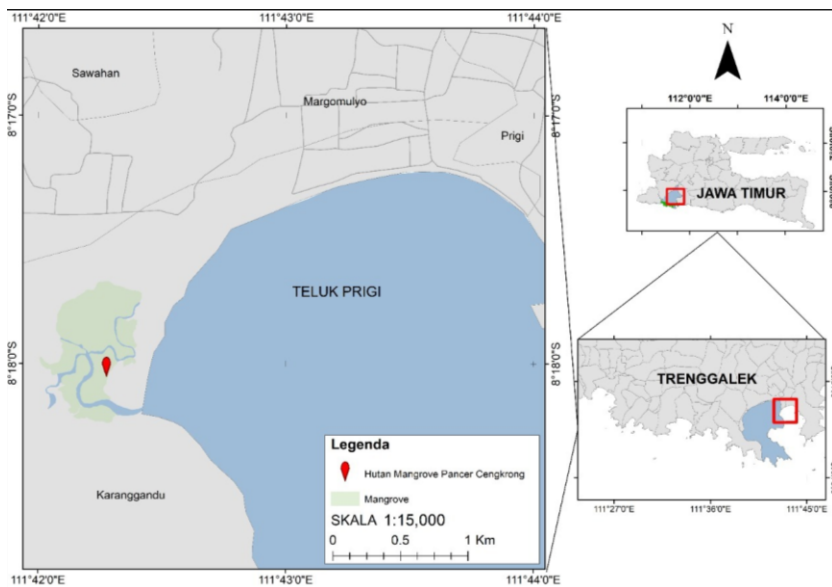 111°42'0"E
111°43'0"E
111°44'0"E
Sawahan
Margomulyo
Prigi
8°17'0"S
8°17'0"S
TELUK PRIGI
8°18'0"S
8°18'0"S
Karanggandu
Legenda
Hutan Mangrove Pancer Cengkrong
Mangrove
SKALA 1:15,000
0 0.5 1 Km
111°42'0"E
111°43'0"E
111°44'0"E
N
112°0'0"E
114°0'0"E
JAWA TIMUR
TRENGGALEK
111°27'0"E
111°36'0"E
111°45'0"E